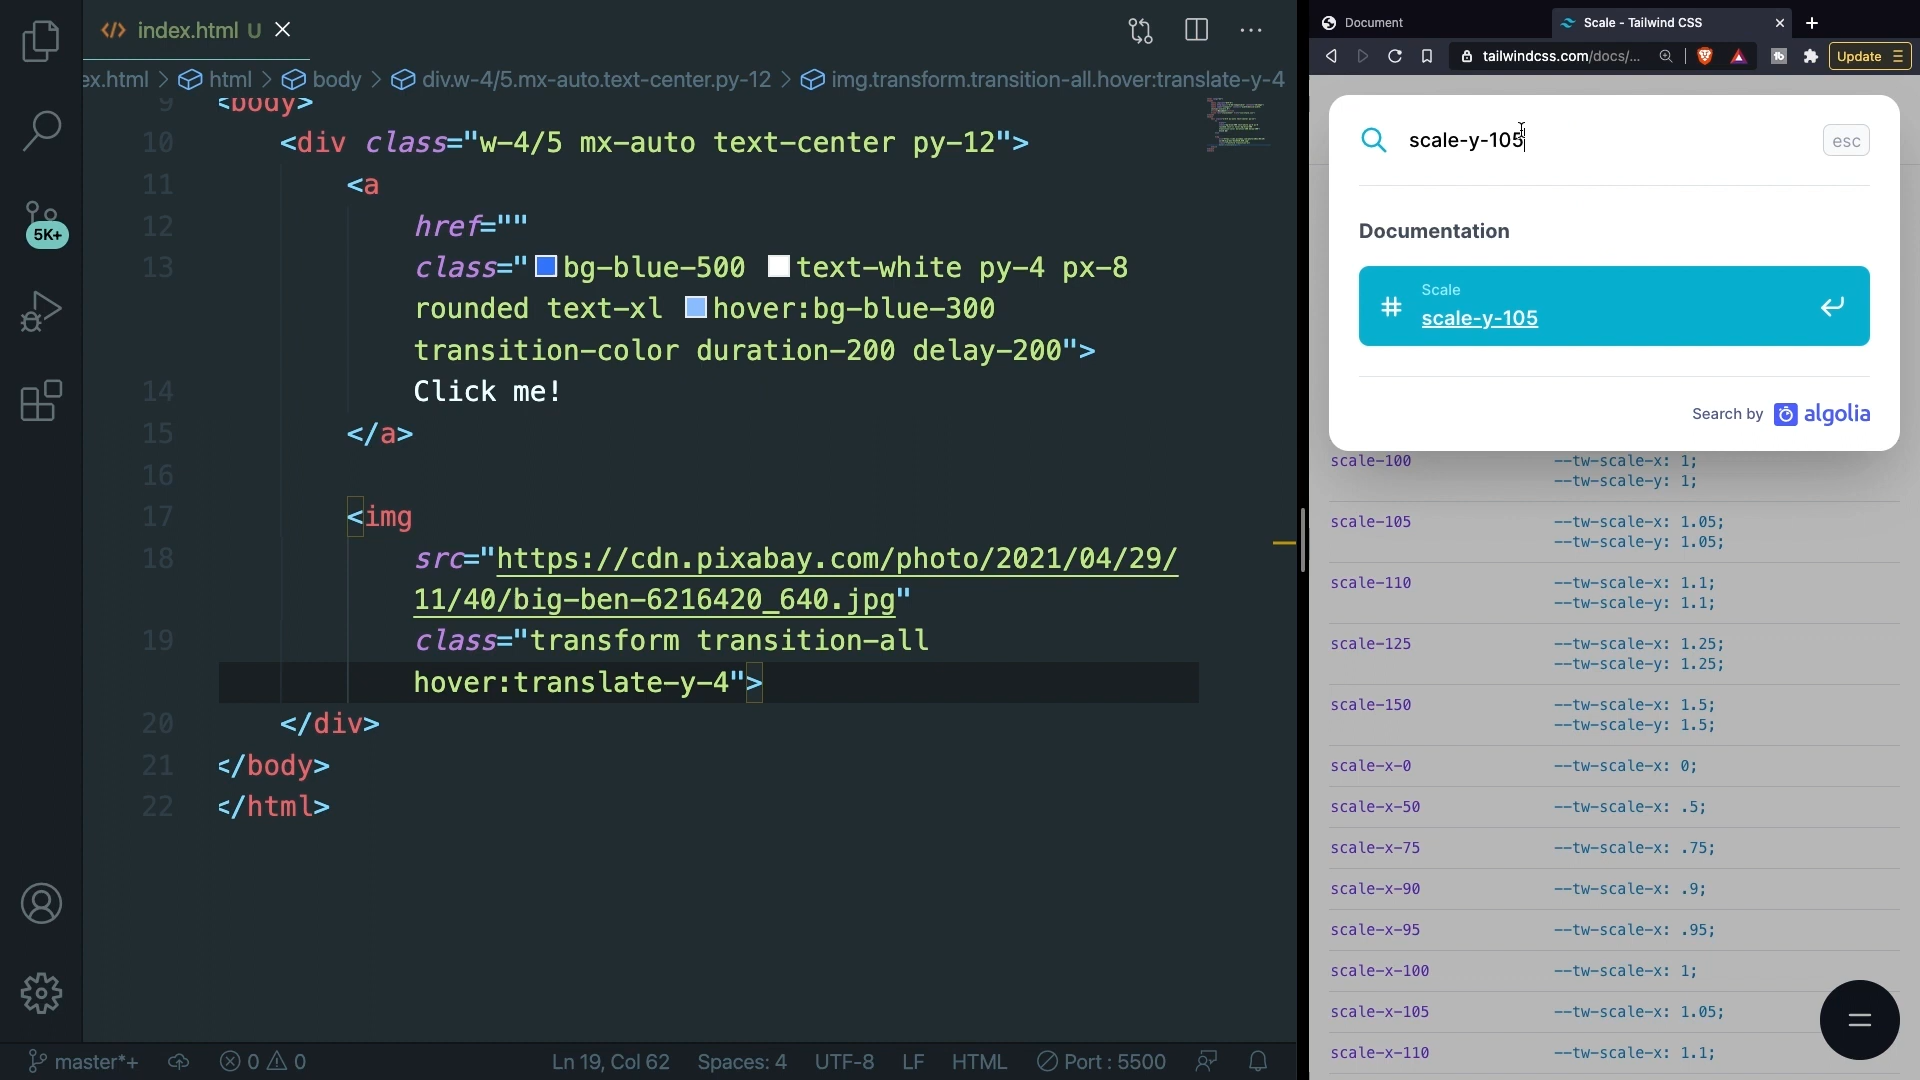 index.html U
ex.html > html > body > div.w-4/5.mx-auto.text-center.py-12 > img.transform.transition-all.hover:translate-y-4
9 <body>
10 <div class="w-4/5 mx-auto text-center py-12">
11 <a
12 href=""
13 class="bg-blue-500 text-white py-4 px-8
rounded text-xl hover:bg-blue-300
transition-color duration-200 delay-200">
14 Click me!
15 </a>
16
17 <img
18 src="https://cdn.pixabay.com/photo/2021/04/29/
11/40/big-ben-6216420_640.jpg"
19 class="transform transition-all
hover:translate-y-4">
20 </div>
21 </body>
22 </html>
5K+
master*+ 0 0 Ln 19, Col 62 Spaces: 4 UTF-8 LF HTML Port : 5500
Document Scale - Tailwind CSS
tailwindcss.com/docs/... Update
scale-y-105 esc
Documentation
Scale
# scale-y-105
Search by algolia
scale-100 --tw-scale-x: 1;
--tw-scale-y: 1;
scale-105 --tw-scale-x: 1.05;
--tw-scale-y: 1.05;
scale-110 --tw-scale-x: 1.1;
--tw-scale-y: 1.1;
scale-125 --tw-scale-x: 1.25;
--tw-scale-y: 1.25;
scale-150 --tw-scale-x: 1.5;
--tw-scale-y: 1.5;
scale-x-0 --tw-scale-x: 0;
scale-x-50 --tw-scale-x: .5;
scale-x-75 --tw-scale-x: .75;
scale-x-90 --tw-scale-x: .9;
scale-x-95 --tw-scale-x: .95;
scale-x-100 --tw-scale-x: 1;
scale-x-105 --tw-scale-x: 1.05;
scale-x-110 --tw-scale-x: 1.1;